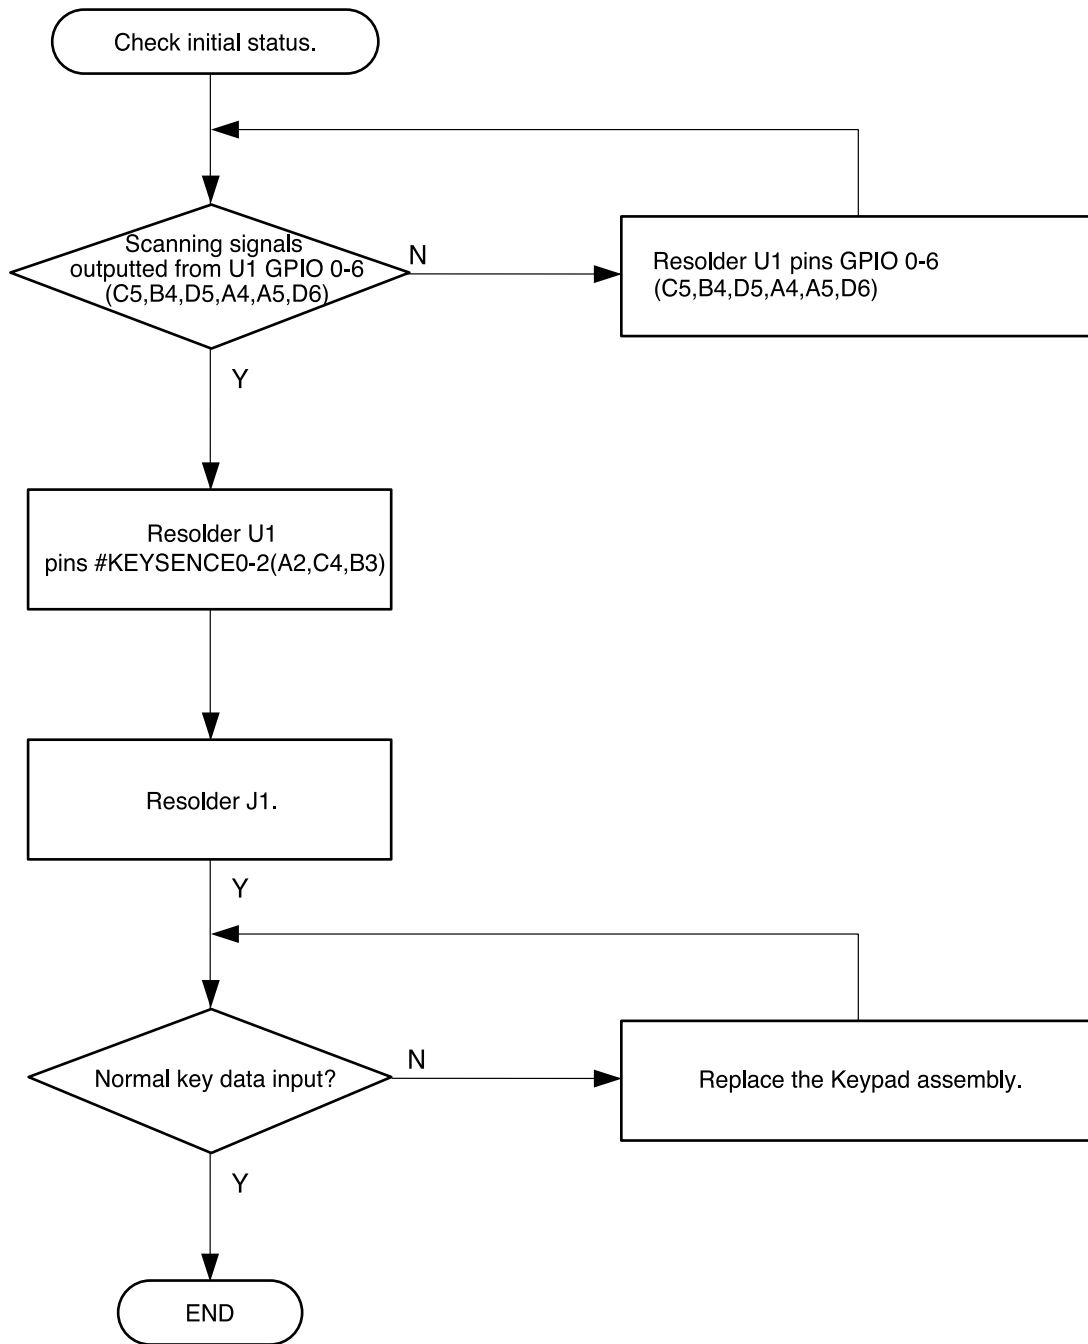 Check initial status.
Scanning signals
outputted from U1 GPIO 0-6
(C5,B4,D5,A4,A5,D6)
N
Resolder U1 pins GPIO 0-6
(C5,B4,D5,A4,A5,D6)
Y
Resolder U1
pins #KEYSENCE0-2(A2,C4,B3)
Resolder J1.
Y
Normal key data input?
N
Replace the Keypad assembly.
Y
END